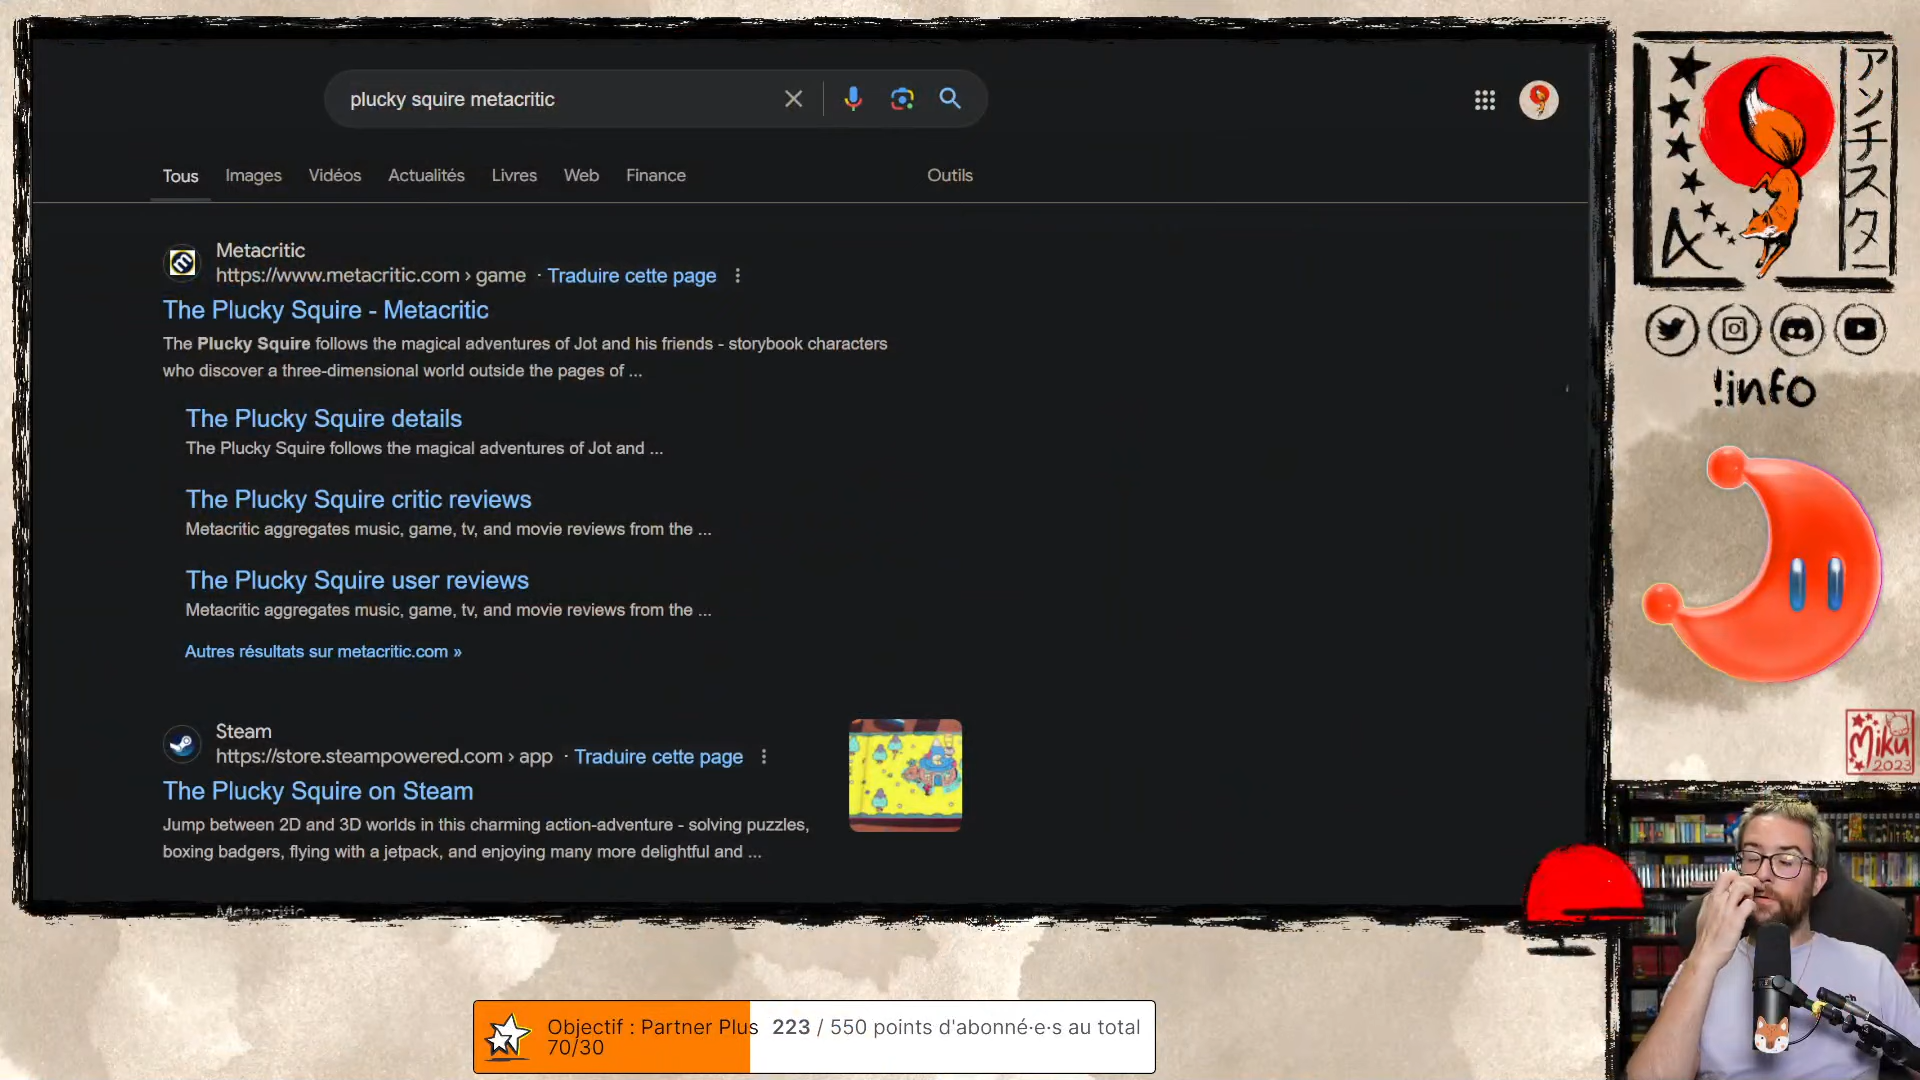 plucky squire metacritic
Tous
Images
Vidéos
Actualités
Livres
Web
Finance
Outils
Metacritic
https://www.metacritic.com › game · Traduire cette page
The Plucky Squire - Metacritic
The Plucky Squire follows the magical adventures of Jot and his friends - storybook characters
who discover a three-dimensional world outside the pages of ...
The Plucky Squire details
The Plucky Squire follows the magical adventures of Jot and ...
The Plucky Squire critic reviews
Metacritic aggregates music, game, tv, and movie reviews from the ...
The Plucky Squire user reviews
Metacritic aggregates music, game, tv, and movie reviews from the ...
Autres résultats sur metacritic.com »
Steam
https://store.steampowered.com › app · Traduire cette page
The Plucky Squire on Steam
Jump between 2D and 3D worlds in this charming action-adventure - solving puzzles,
boxing badgers, flying with a jetpack, and enjoying many more delightful and ...
Metacritic
アンチスター
A
!info
Miku
2023
Objectif : Partner Plus 223 / 550 points d'abonné·e·s au total
70/30